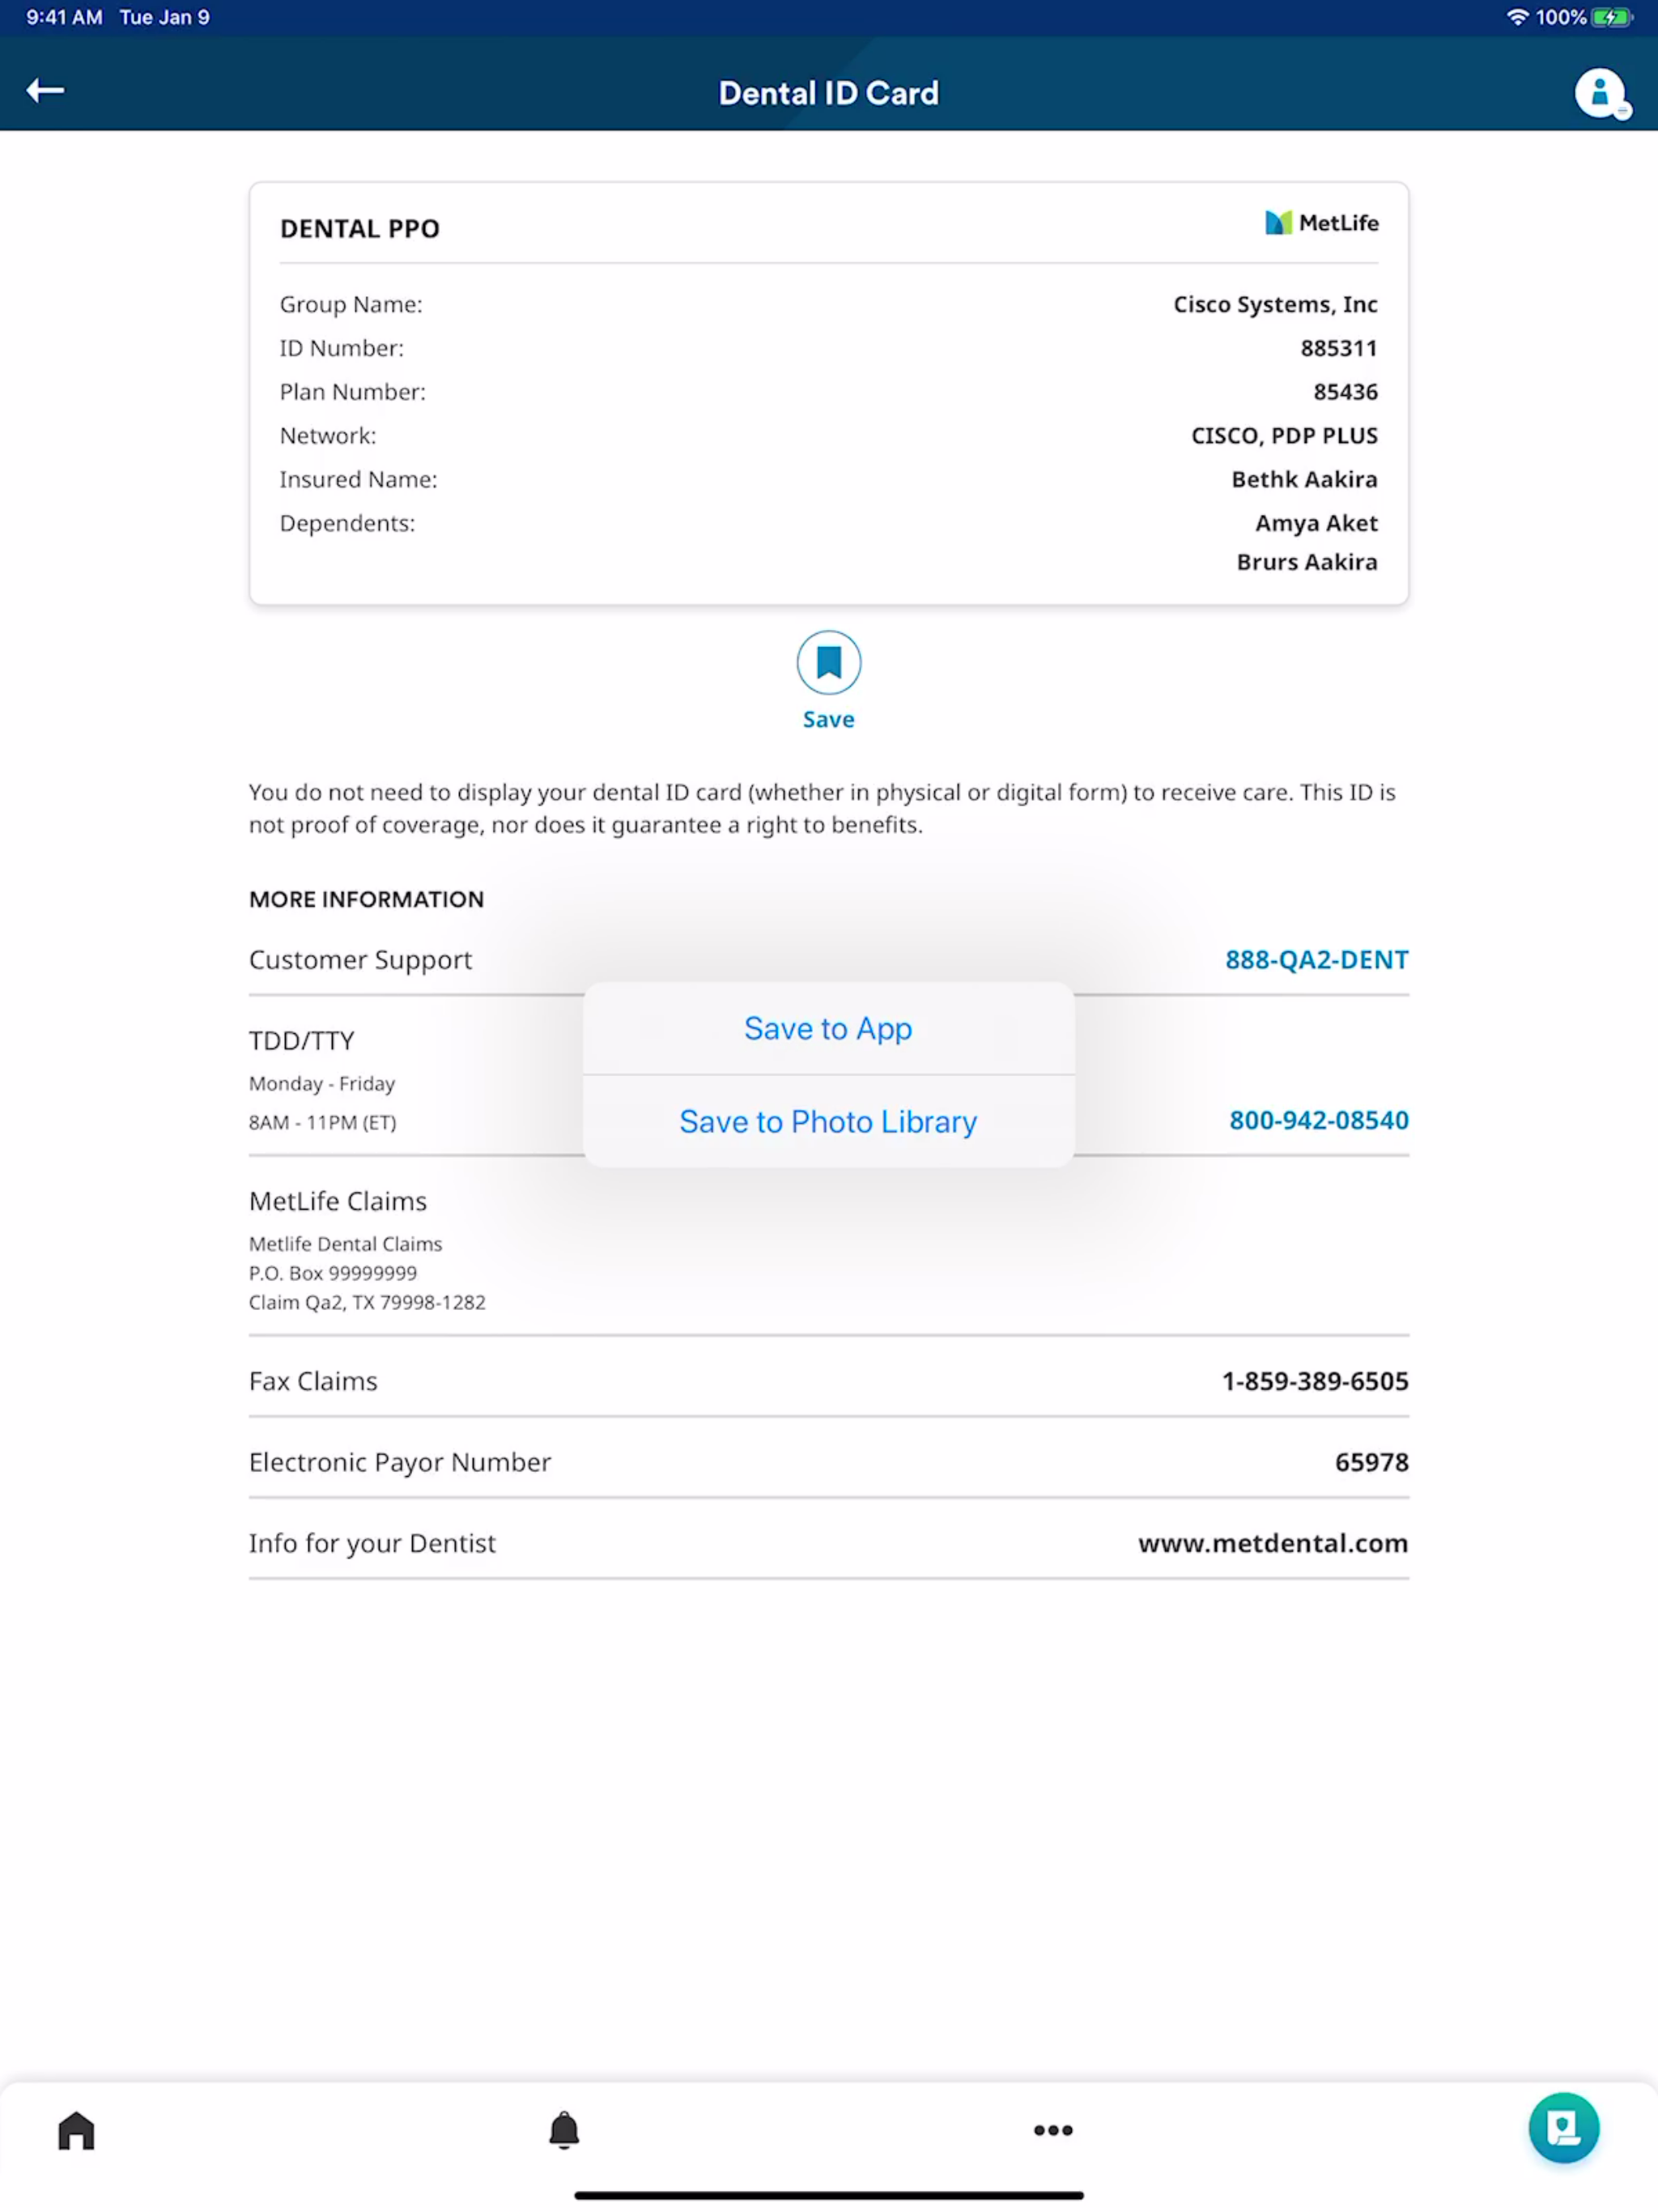 9:41 AM Tue Jan 9 100%
Dental ID Card
DENTAL PPO MetLife
Group Name: Cisco Systems, Inc
ID Number: 885311
Plan Number: 85436
Network: CISCO, PDP PLUS
Insured Name: Bethk Aakira
Dependents: Amya Aket
Brurs Aakira
Save
You do not need to display your dental ID card (whether in physical or digital form) to receive care. This ID is
not proof of coverage, nor does it guarantee a right to benefits.
MORE INFORMATION
Customer Support 888-QA2-DENT
Save to App
TDD/TTY
Monday - Friday
8AM - 11PM (ET) 800-942-08540
Save to Photo Library
MetLife Claims
Metlife Dental Claims
P.O. Box 99999999
Claim Qa2, TX 79998-1282
Fax Claims 1-859-389-6505
Electronic Payor Number 65978
Info for your Dentist www.metdental.com